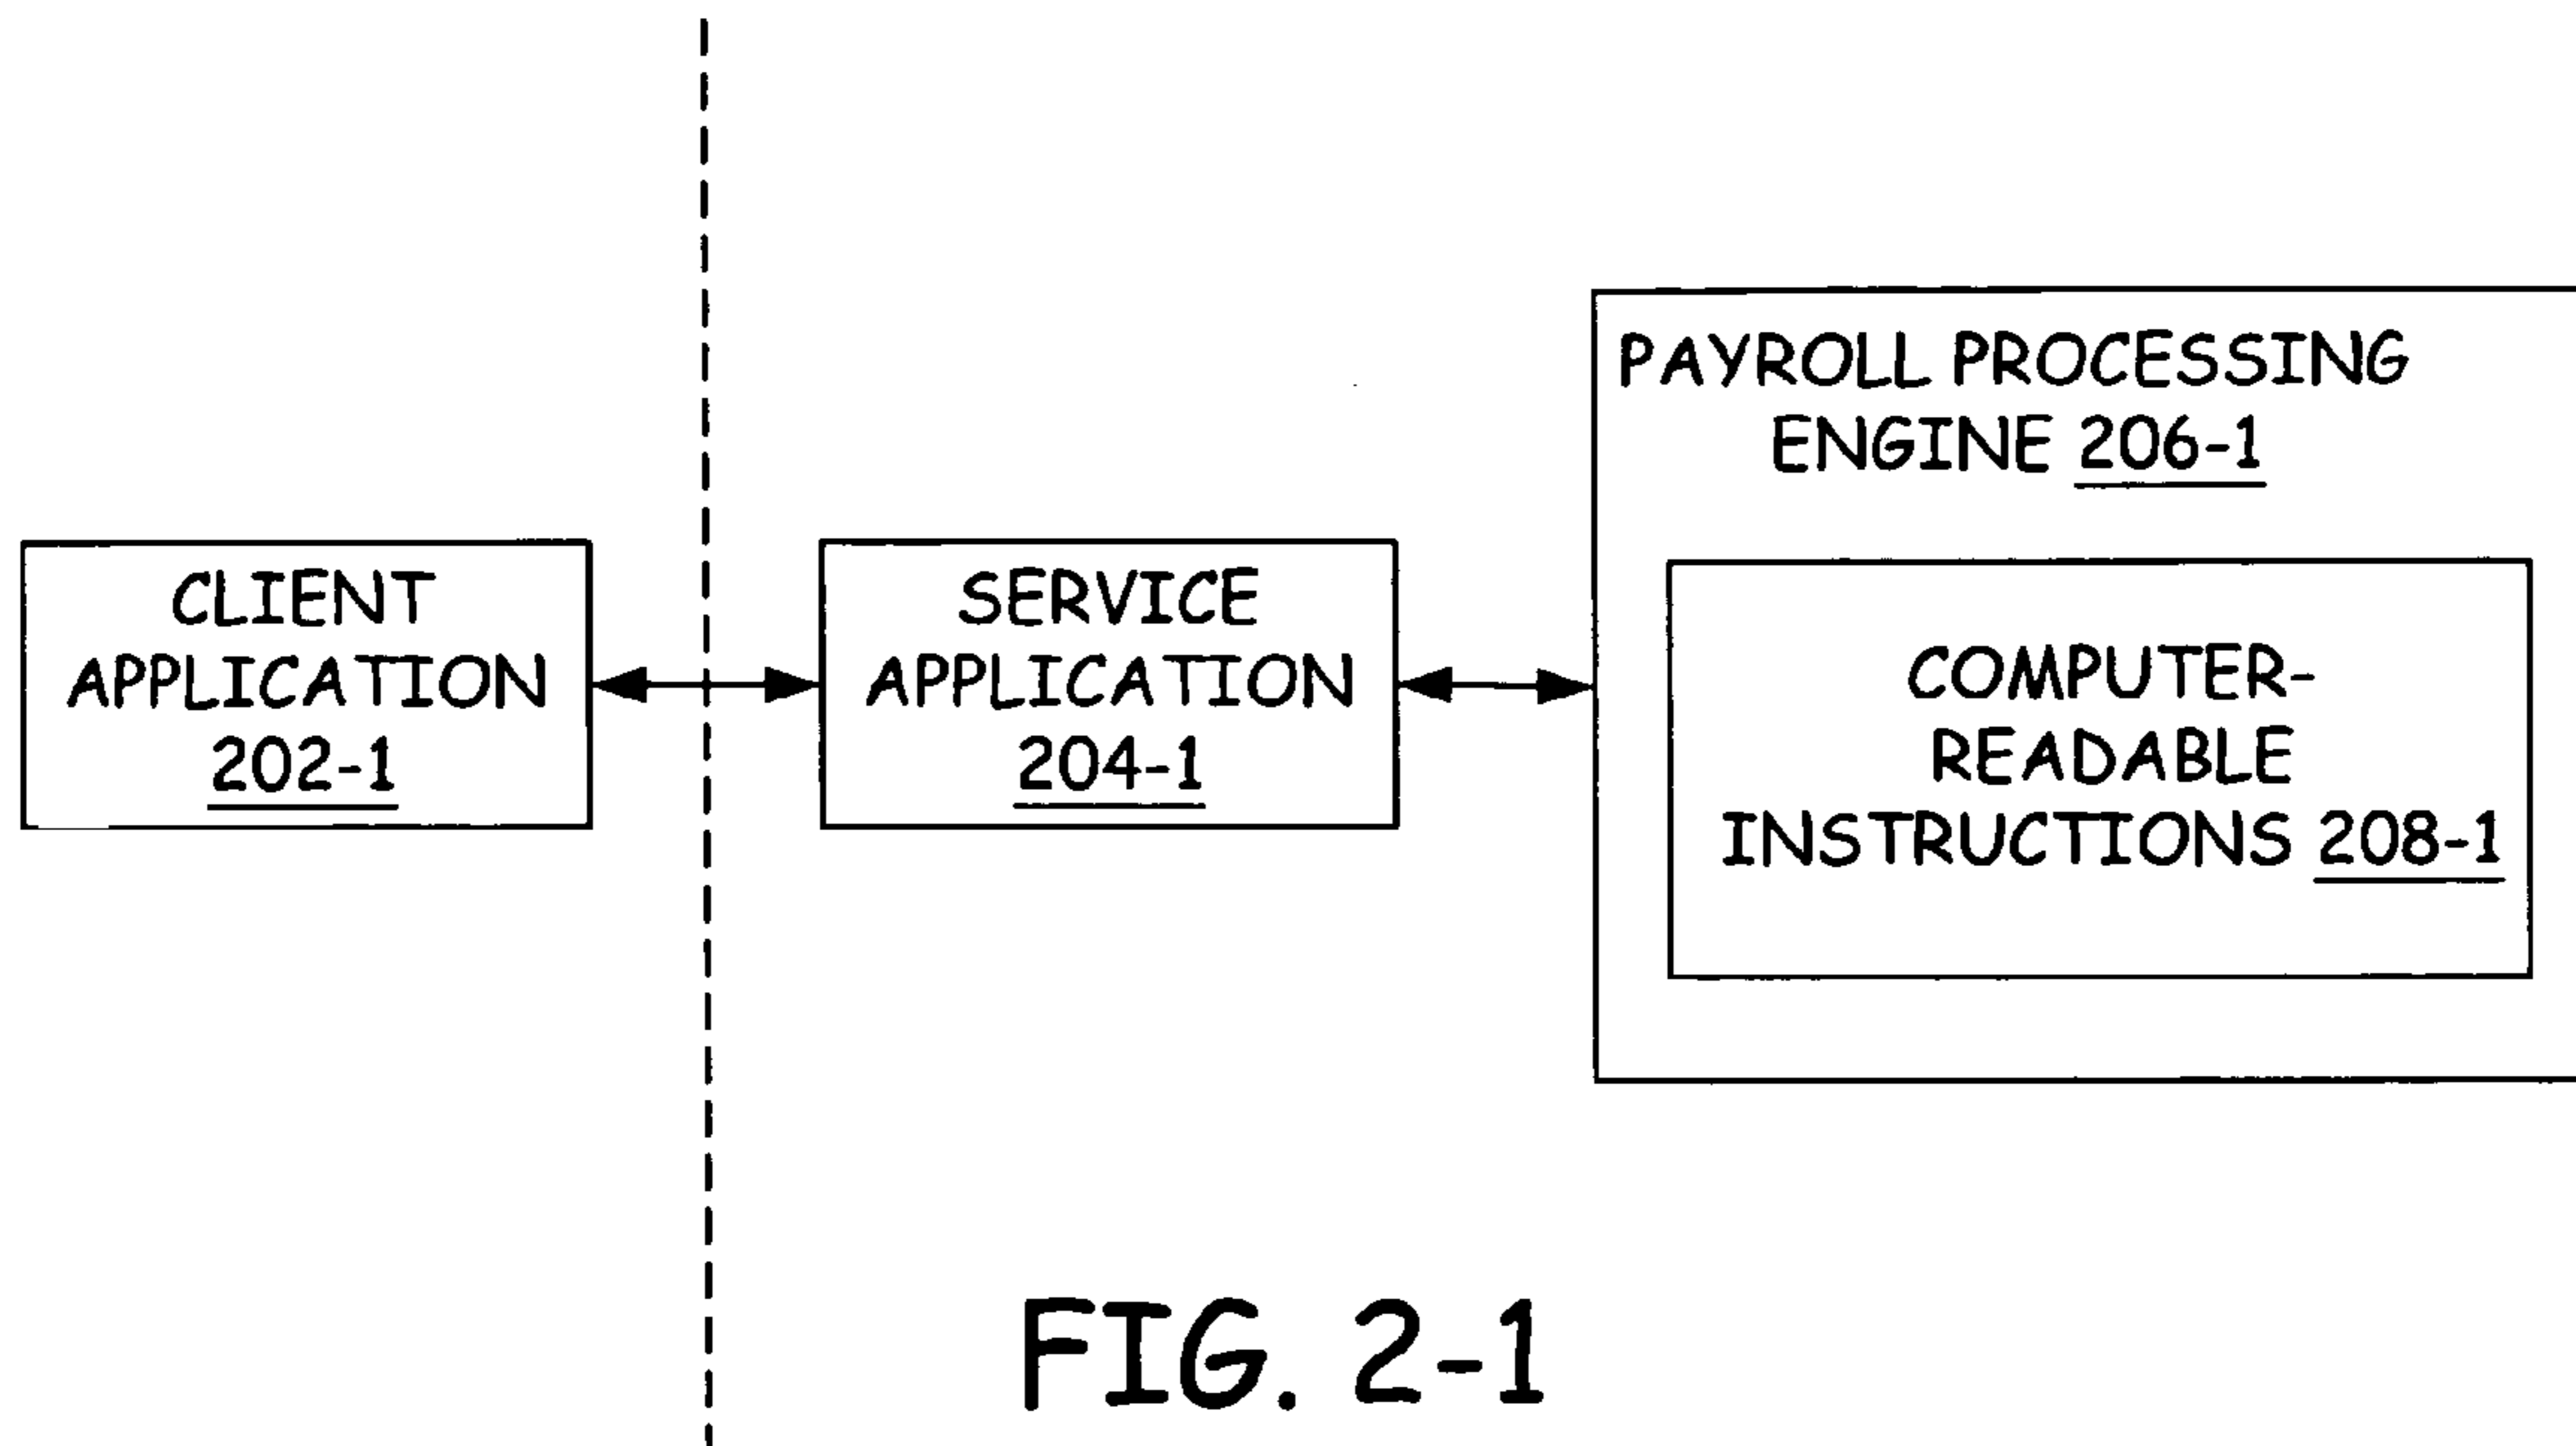 PAYROLL PROCESSING
ENGINE 206-1
CLIENT
APPLICATION
202-1
SERVICE
APPLICATION
204-1
COMPUTER-
READABLE
INSTRUCTIONS 208-1
FIG. 2-1